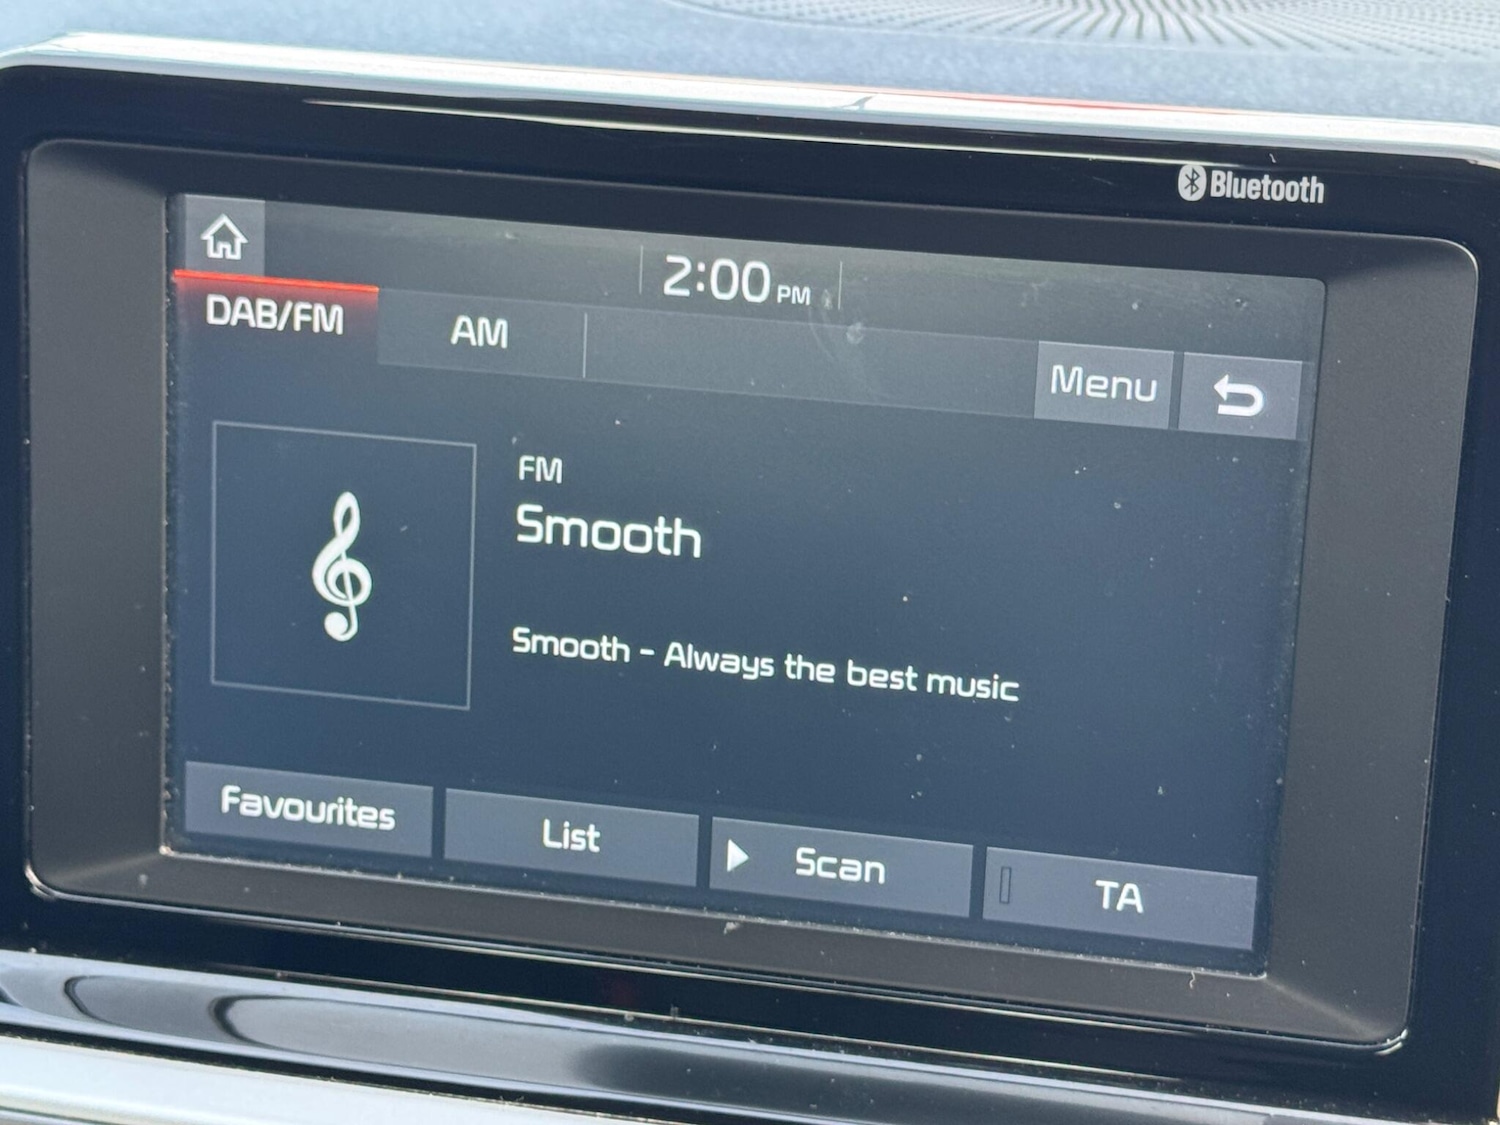 Bluetooth
2:00 PM
DAB/FM
AM
Menu
FM
Smooth
Smooth - Always the best music
Favourites
List
Scan
TA